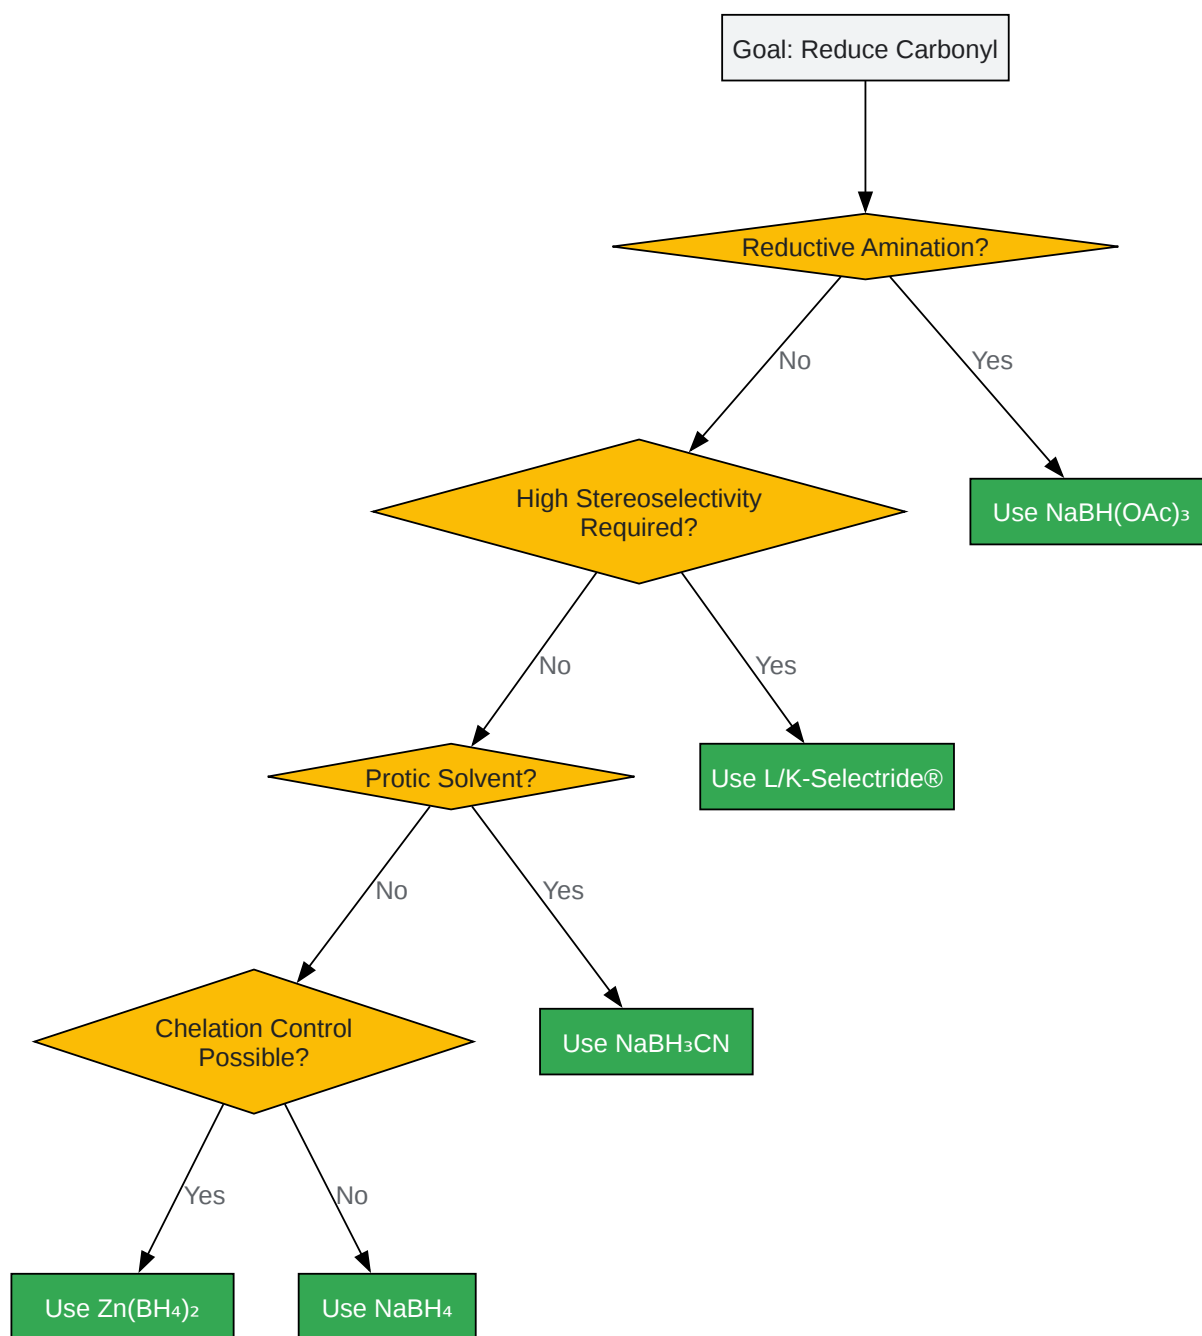 Goal: Reduce Carbonyl
Reductive Amination?
No
Yes
High Stereoselectivity
Required?
Use NaBH(OAc)₃
No
Yes
Protic Solvent?
Use L/K-Selectride®
No
Yes
Chelation Control
Possible?
Use NaBH₃CN
Yes
No
Use Zn(BH₄)₂
Use NaBH₄